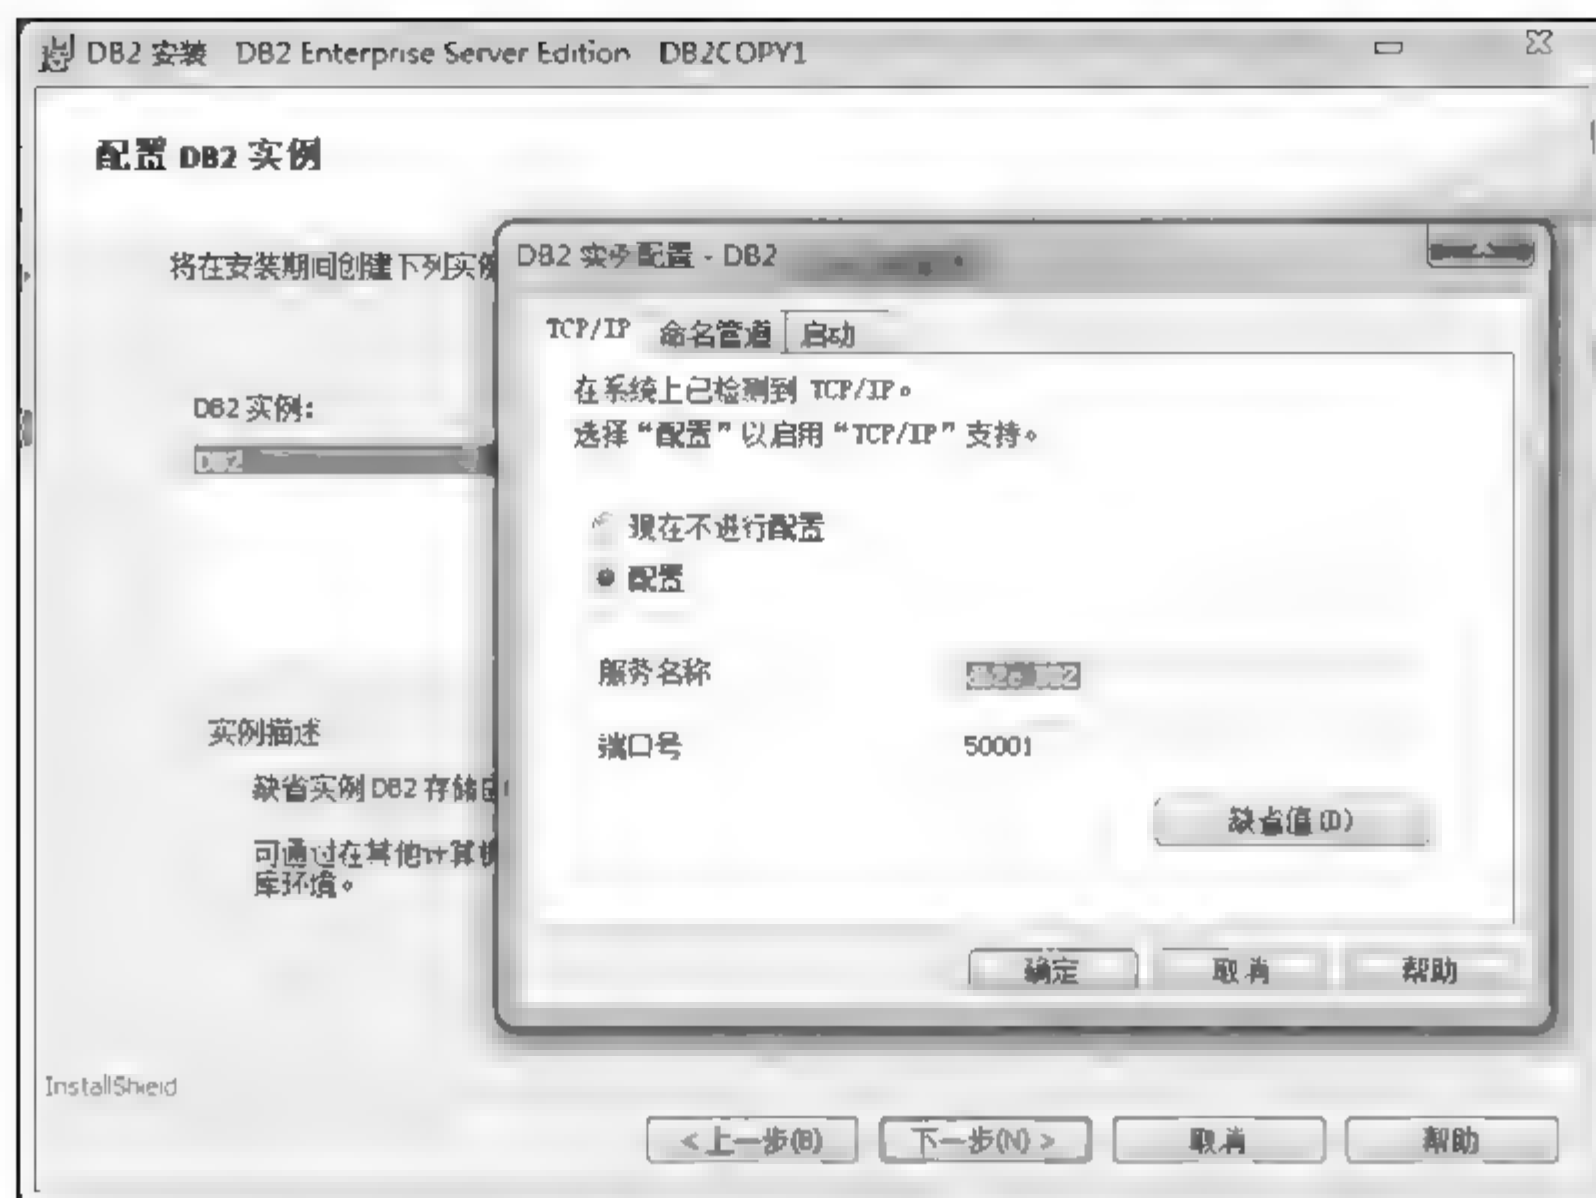 DB2 安装 DB2 Enterprise Server Edition DB2COPY1
配置 DB2 实例
将在安装期间创建下列实例
DB2 实例:
DB2
实例描述
缺省实例 DB2 存储
可通过在其他计算机
库环境。
DB2 实例配置 - DB2
TCP/IP 命名管道 启动
在系统上已检测到 TCP/IP。
选择“配置”以启用“TCP/IP”支持。
现在不进行配置
配置
服务名称 db2c_DB2
端口号 50001
缺省值(D)
确定 取消 帮助
InstallShield
< 上一步(B) 下一步(N) > 取消 帮助